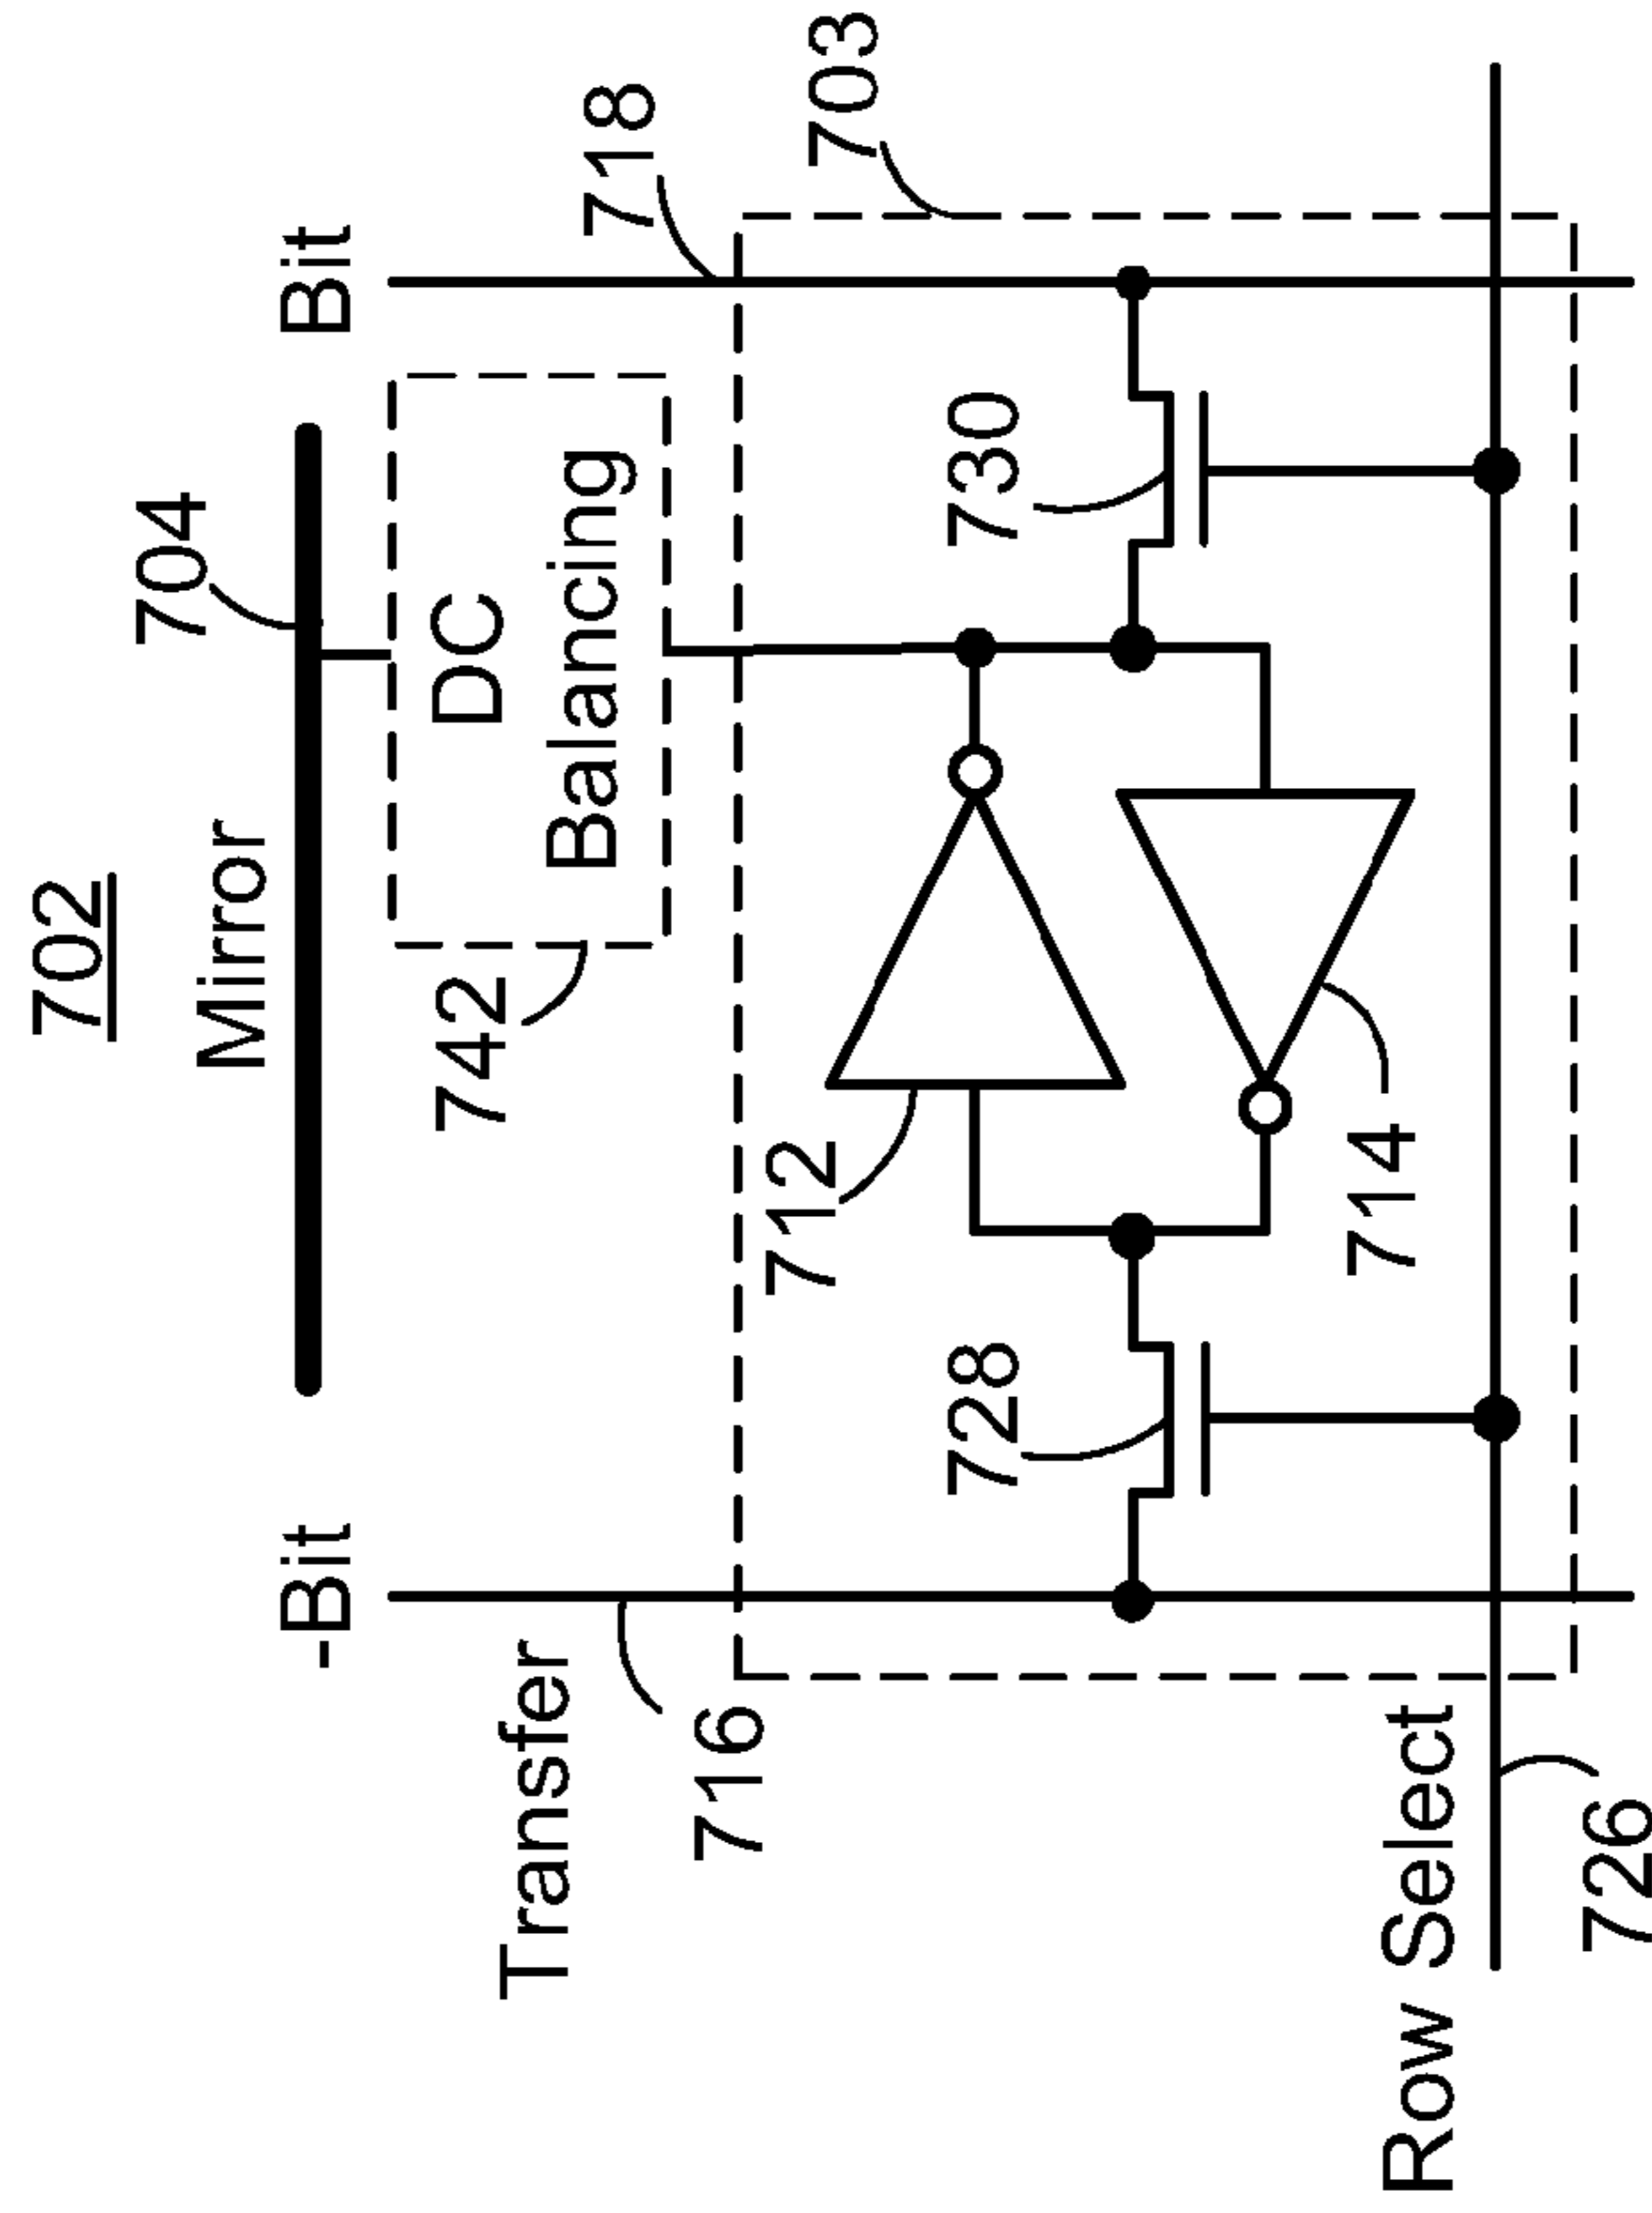 702
704
Mirror
-Bit
Bit
DC
Balancing
742
718
Transfer
716
703
712
728
730
714
Row Select
726